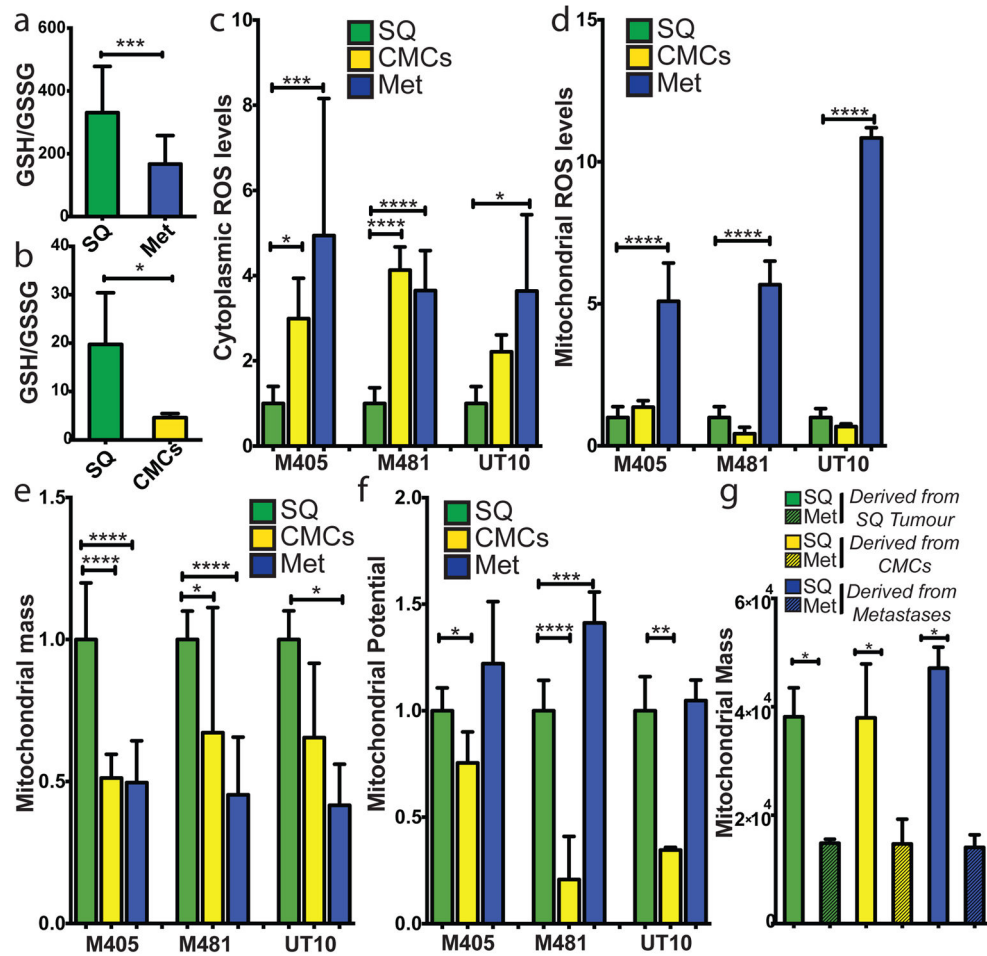 a
GSH/GSSG
600
400
200
0
***
SQ
Met
b
GSH/GSSG
40
30
20
10
0
*
SQ
CMCs
c
Cytoplasmic ROS levels
10
8
6
4
2
0
SQ
CMCs
Met
***
*
****
****
*
M405
M481
UT10
d
Mitochondrial ROS levels
15
10
5
0
SQ
CMCs
Met
****
****
****
M405
M481
UT10
e
Mitochondrial mass
1.5
1.0
0.5
0.0
SQ
CMCs
Met
****
****
****
*
*
M405
M481
UT10
f
Mitochondrial Potential
2.0
1.5
1.0
0.5
0.0
SQ
CMCs
Met
*
***
****
**
M405
M481
UT10
g
SQ
Met
Derived from
SQ Tumour
SQ
Met
Derived from
CMCs
SQ
Met
Derived from
Metastases
Mitochondrial Mass
6×10⁴
4×10⁴
2×10⁴
0
*
*
*